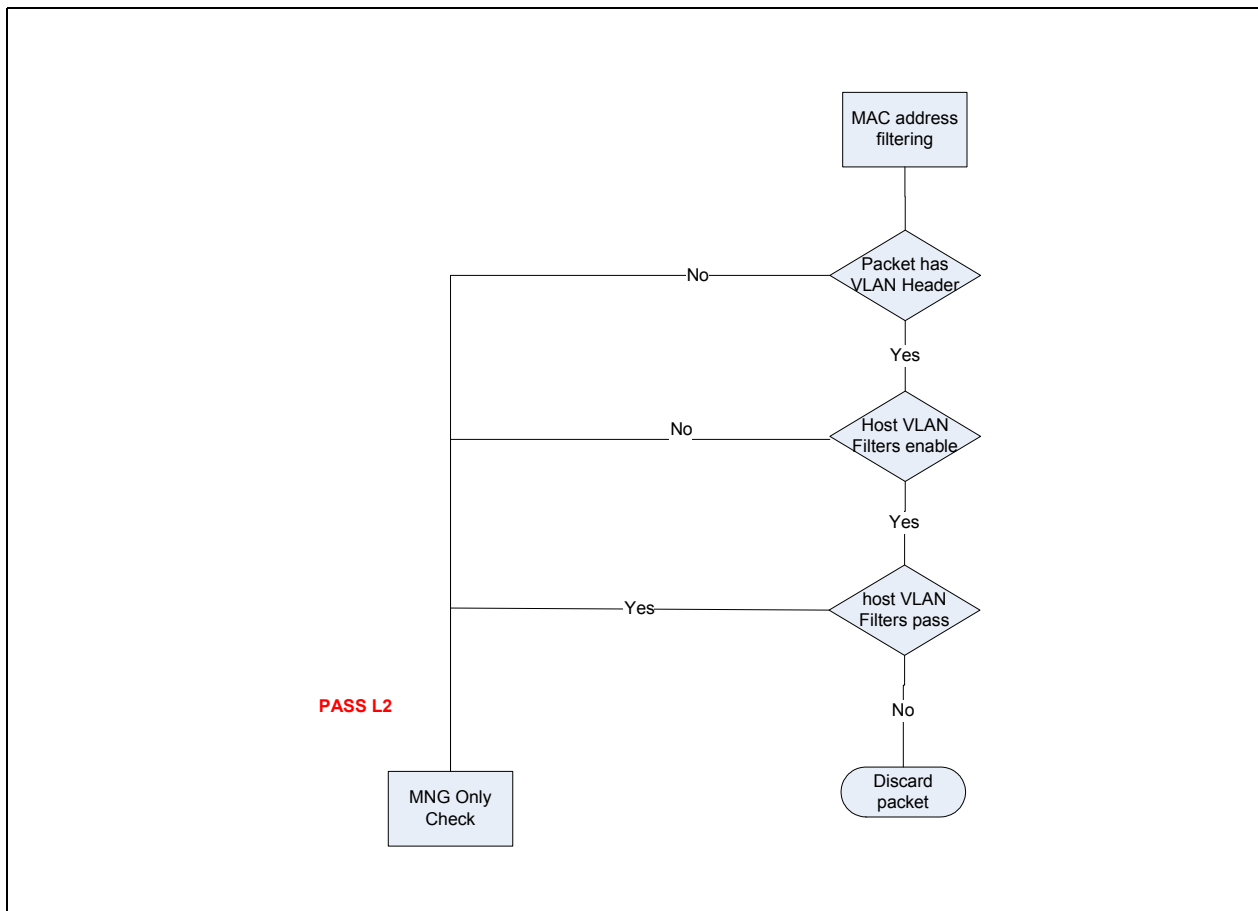 MAC address
filtering
Packet has
VLAN Header
No
Yes
Host VLAN
Filters enable
No
Yes
host VLAN
Filters pass
Yes
No
PASS L2
MNG Only
Check
Discard
packet